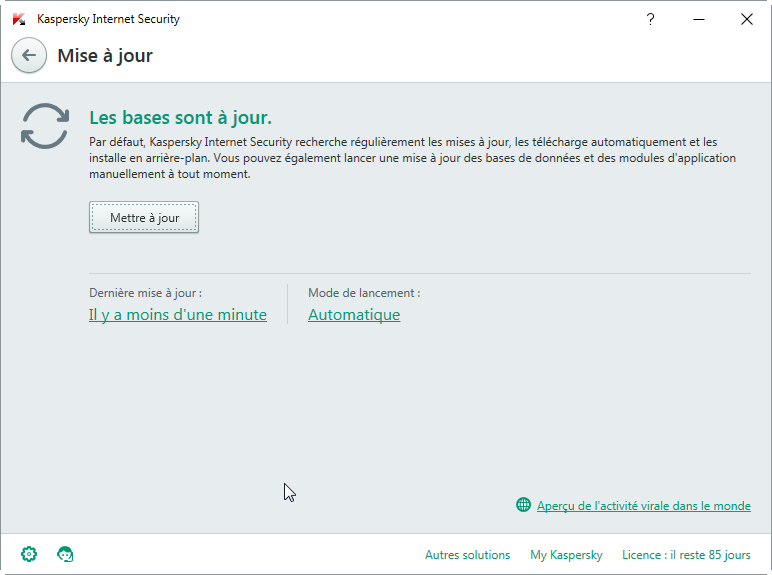 Kaspersky Internet Security
?
Mise à jour
Les bases sont à jour.
Par défaut, Kaspersky Internet Security recherche régulièrement les mises à jour, les télécharge automatiquement et les
installe en arrière-plan. Vous pouvez également lancer une mise à jour des bases de données et des modules d'application
manuellement à tout moment.
Mettre à jour
Dernière mise à jour :
Il y a moins d'une minute
Mode de lancement :
Automatique
Aperçu de l'activité virale dans le monde
Autres solutions
My Kaspersky
Licence : il reste 85 jours